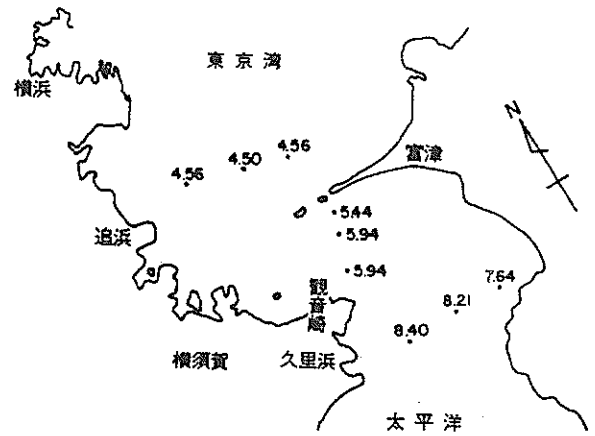 東京湾
横浜
N
富津
4.56
4.50
4.56
5.44
5.94
追浜
5.94
7.64
観音崎
8.21
8.40
横須賀
久里浜
太平洋